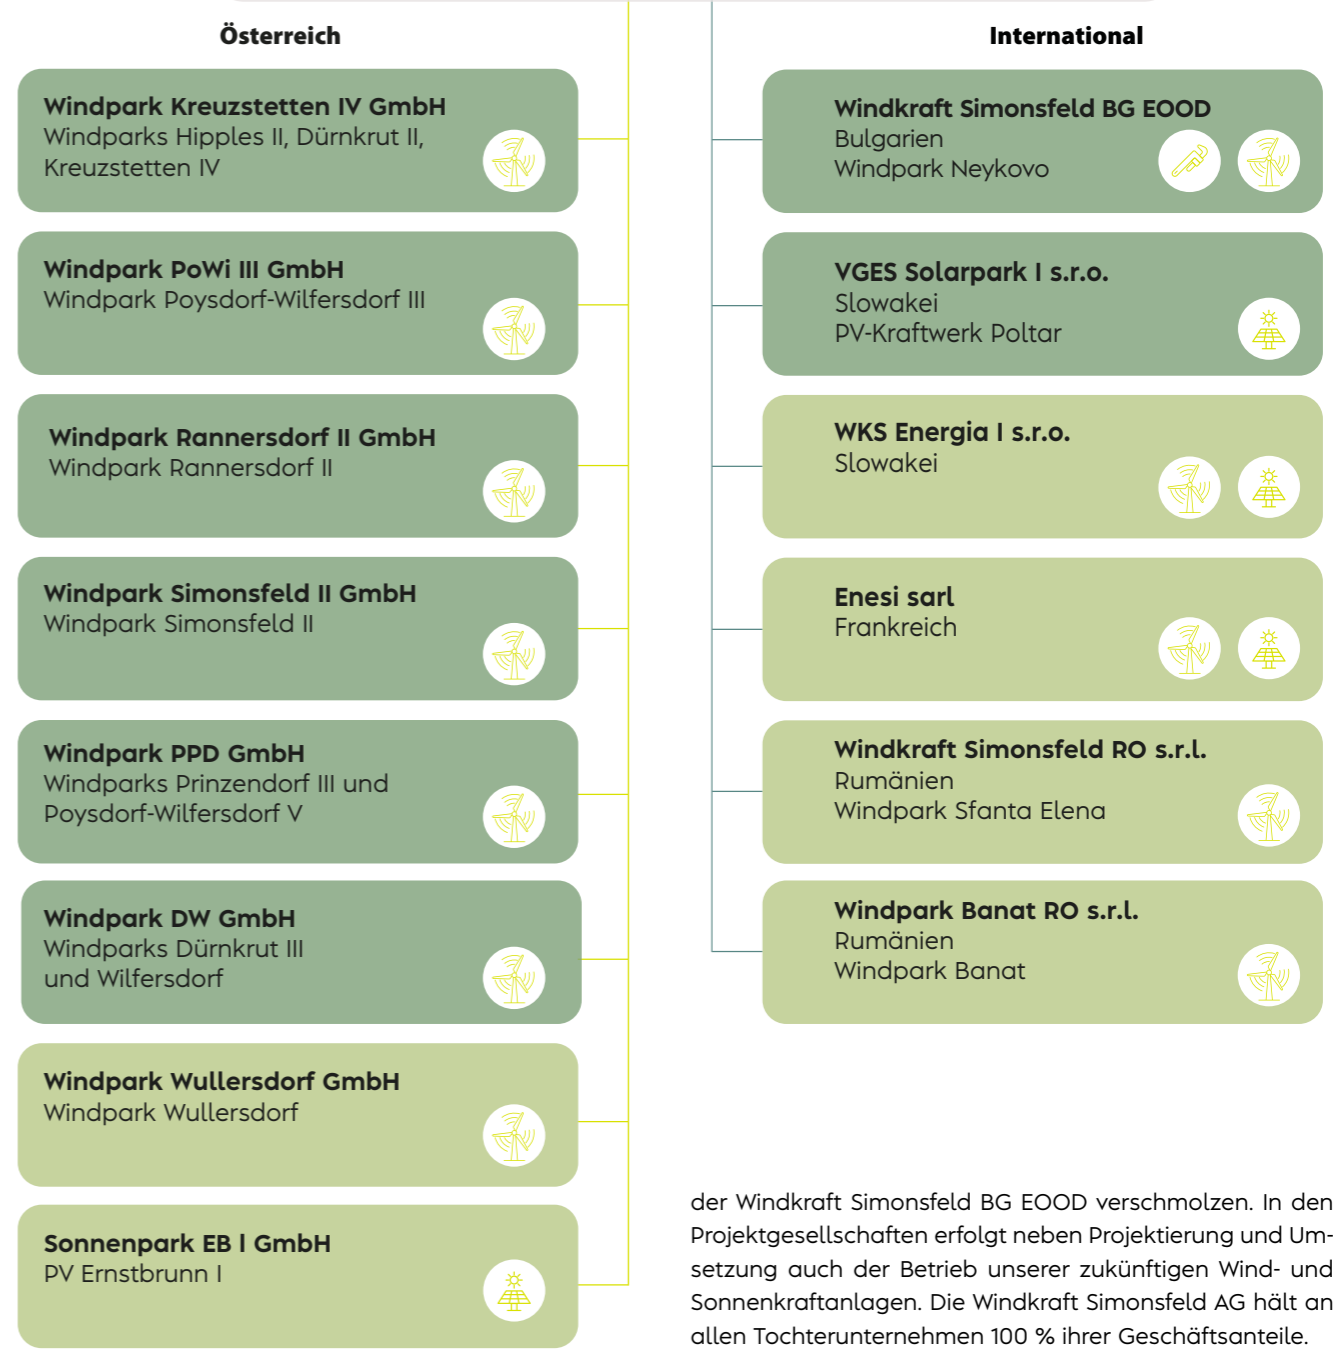 Österreich
Windpark Kreuzstetten IV GmbH
Windparks Hipples II, Dürnkrut II,
Kreuzstetten IV
Windpark PoWi III GmbH
Windpark Poysdorf-Wilfersdorf III
Windpark Rannersdorf II GmbH
Windpark Rannersdorf II
Windpark Simonsfeld II GmbH
Windpark Simonsfeld II
Windpark PPD GmbH
Windparks Prinzendorf III und
Poysdorf-Wilfersdorf V
Windpark DW GmbH
Windparks Dürnkrut III
und Wilfersdorf
Windpark Wullersdorf GmbH
Windpark Wullersdorf
Sonnenpark EB l GmbH
PV Ernstbrunn I
International
Windkraft Simonsfeld BG EOOD
Bulgarien
Windpark Neykovo
VGES Solarpark I s.r.o.
Slowakei
PV-Kraftwerk Poltar
WKS Energia I s.r.o.
Slowakei
Enesi sarl
Frankreich
Windkraft Simonsfeld RO s.r.l.
Rumänien
Windpark Sfanta Elena
Windpark Banat RO s.r.l.
Rumänien
Windpark Banat
der Windkraft Simonsfeld BG EOOD verschmolzen. In den
Projektgesellschaften erfolgt neben Projektierung und Um-
setzung auch der Betrieb unserer zukünftigen Wind- und
Sonnenkraftanlagen. Die Windkraft Simonsfeld AG hält an
allen Tochterunternehmen 100 % ihrer Geschäftsanteile.